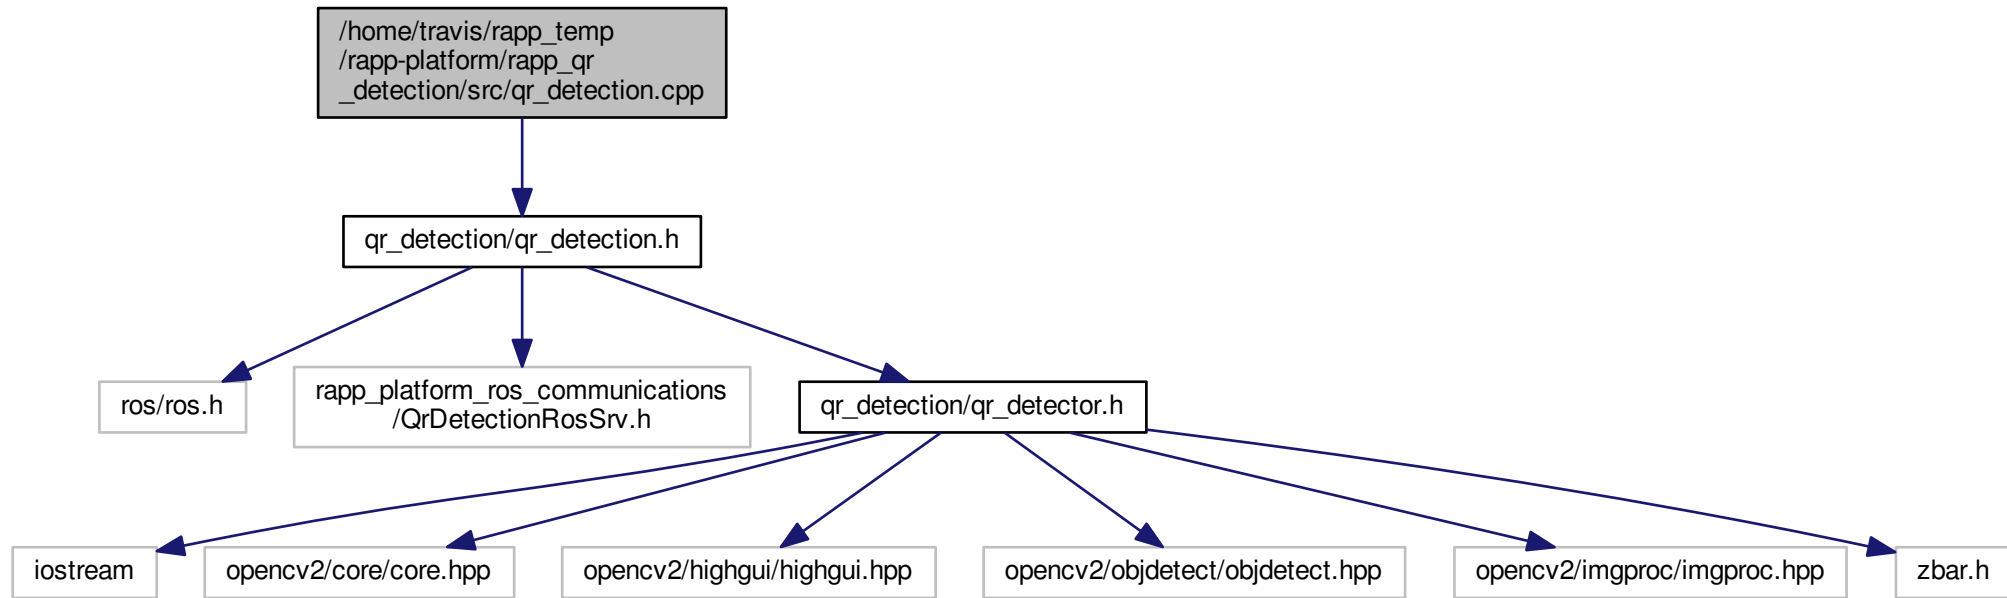 /home/travis/rapp_temp
/rapp-platform/rapp_qr
_detection/src/qr_detection.cpp
qr_detection/qr_detection.h
ros/ros.h
rapp_platform_ros_communications
/QrDetectionRosSrv.h
qr_detection/qr_detector.h
iostream
opencv2/core/core.hpp
opencv2/highgui/highgui.hpp
opencv2/objdetect/objdetect.hpp
opencv2/imgproc/imgproc.hpp
zbar.h